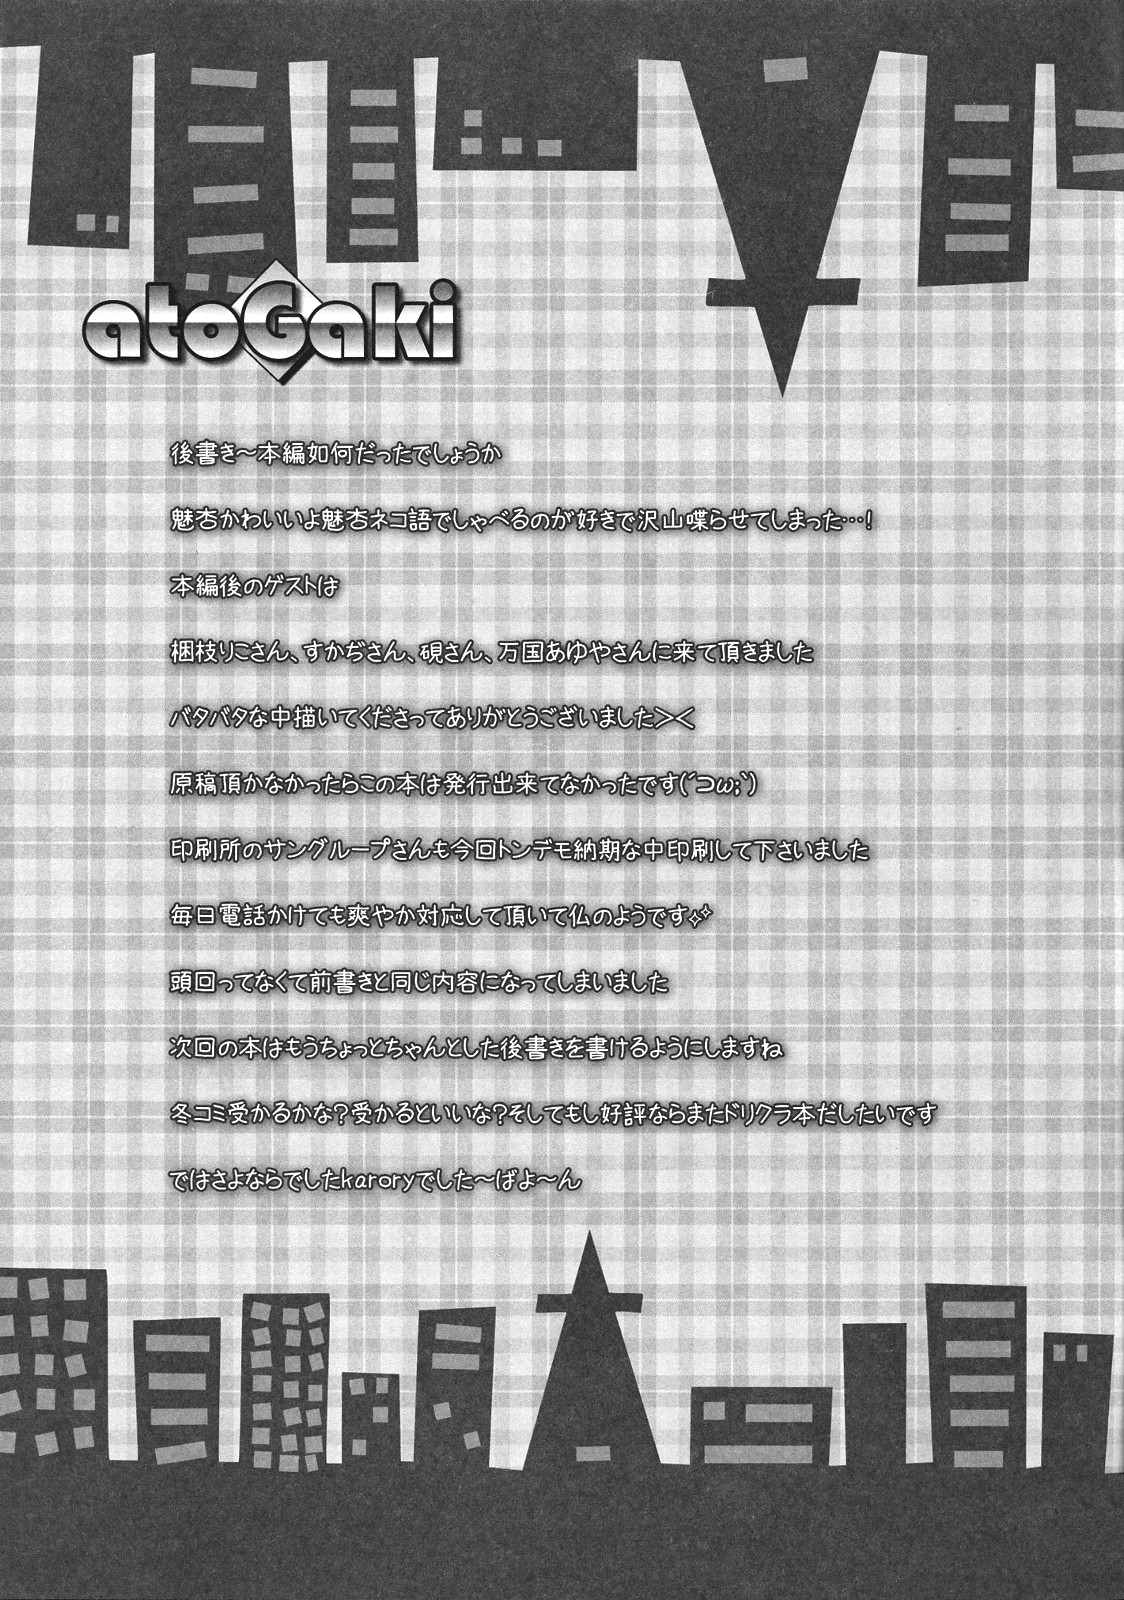 atoGaki
後書き～本編如何だったでしょうか
魅杏かわいいよ魅杏ネコ語でしゃべるのが好きで沢山喋らせてしまった…!
本編後のゲストは
梱枝りこさん、すかぢさん、硯さん、万国あゆやさんに来て頂きました
バタバタな中描いてくださってありがとうございました＞＜
原稿頂かなかったらこの本は発行出来てなかったです(´つω;`)
印刷所のサングループさんも今回トンデモ納期な中印刷して下さいました
毎日電話かけても爽やか対応して頂いて仏のようです✧
頭回ってなくて前書きと同じ内容になってしまいました
次回の本はもうちょっとちゃんとした後書きを書けるようにしますね
冬コミ受かるかな?受かるといいな?そしてもし好評ならまたドリクラ本だしたいです
ではさよならでしたkaroryでした～ばよ～ん